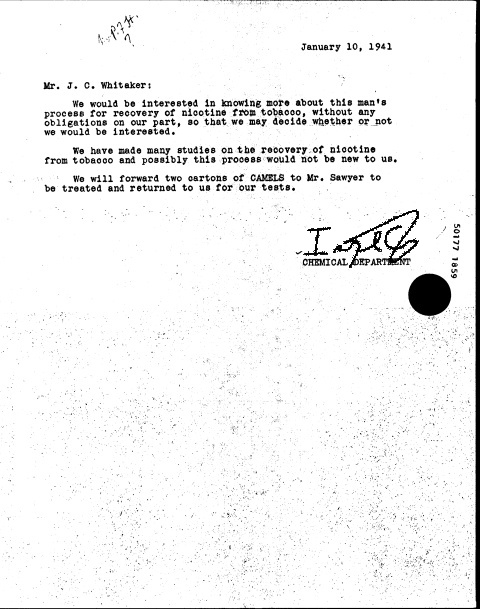 January 10, 1941
Mr. J. C. Whitaker:
We would be interested in knowing more about this man's
process for recovery of nicotine from tobacco, without any
obligations on our part, so that we may decide whether or not
we would be interested.
We have made many studies on the recovery of nicotine
from tobacco and possibly this process would not be new to us.
We will forward two cartons of CAMELS to Mr. Sawyer to
be treated and returned to us for our tests.
CHEMICAL DEPARTMENT
50177 1859